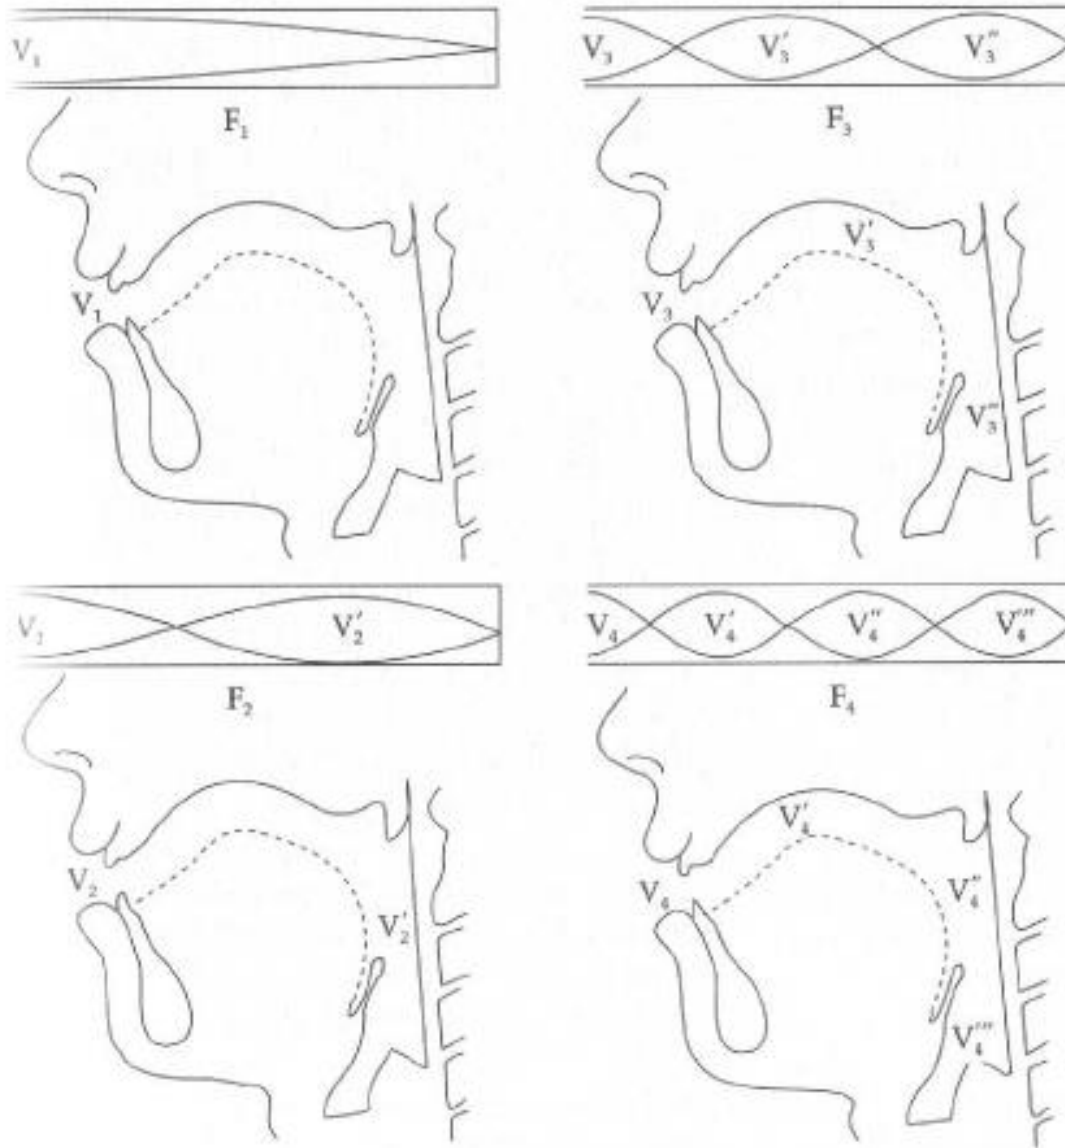 V₁
V₃ V₃′ V₃″
F₁
F₃
V₃′
V₁
V₃
V₃″
V₂ V₂′
V₄ V₄′ V₄″ V₄‴
F₂
F₄
V₄′
V₂
V₄ V₄″
V₂′
V₄‴